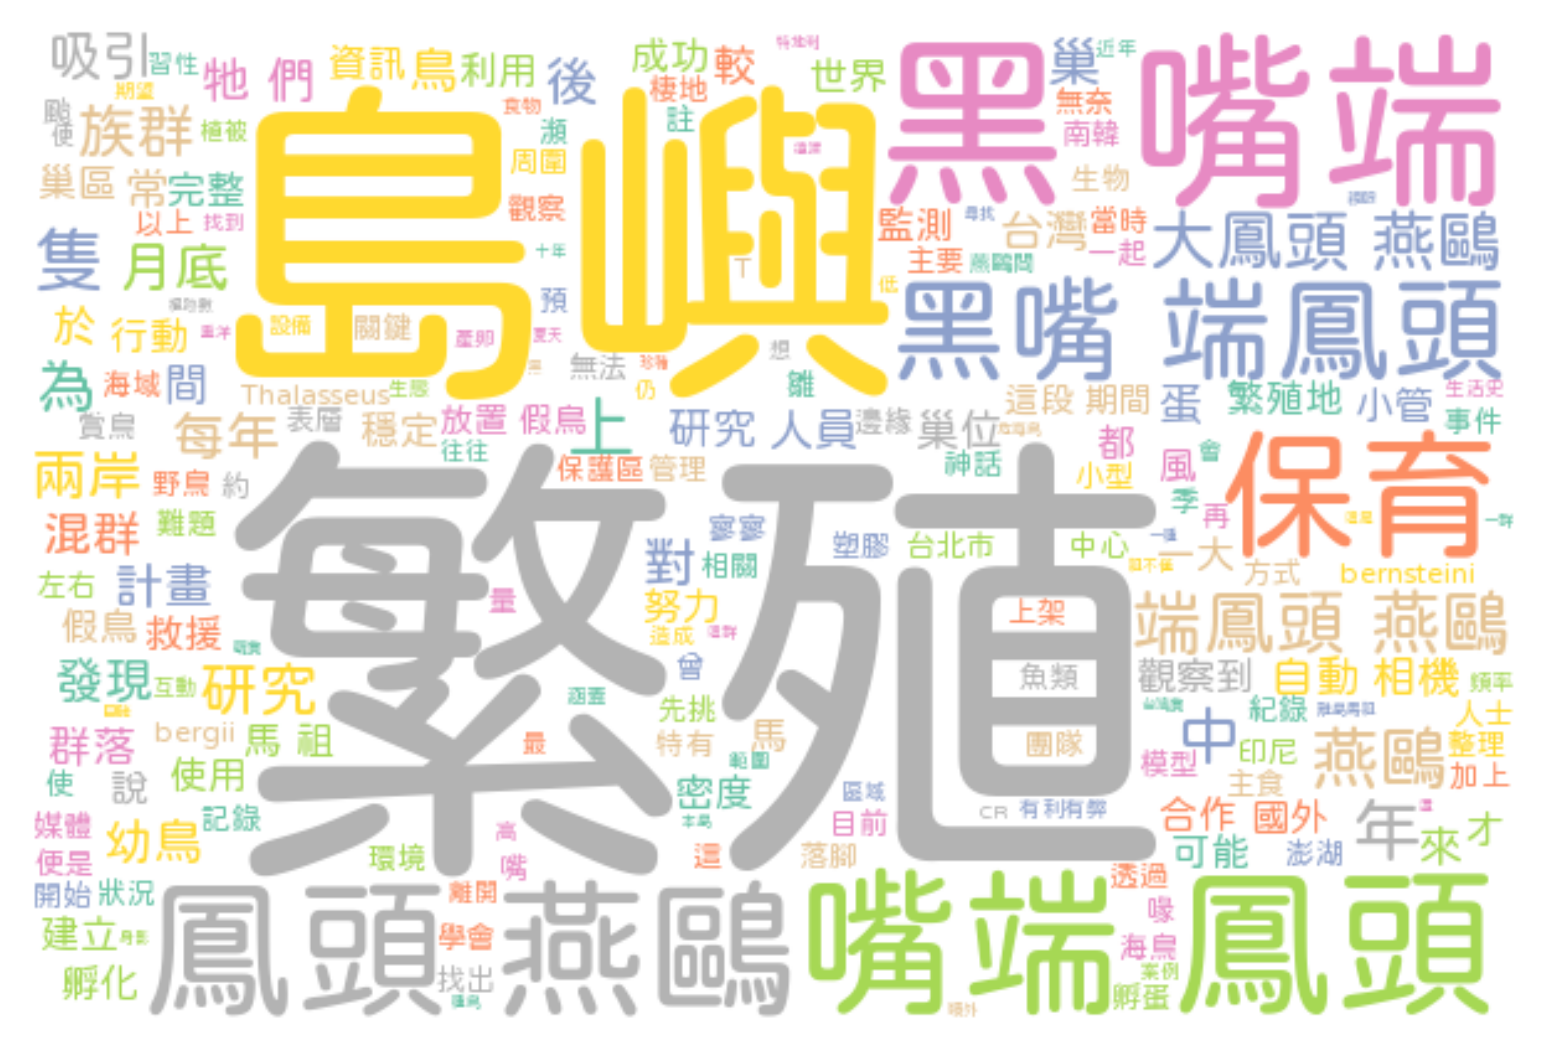 吸引
習性
牠 們
資訊
鳥
利用
後
成功
較
世界
黑 嘴 端
巢
近年
期望
族群
植被
食物
瀕
棲地
註
無奈
南韓
島嶼
巢區
常
完整
周圍
生物
以上
找到
觀察
監測
尋找
台灣
當時
一起
大鳳頭 燕鷗
隻
月底
十年
主要
燕鷗間
低
預
黑嘴 端鳳頭
於
行動
設備
關鍵
產卵
夏天
想
為
海域
間
無法
仍
雛
Thalasseus
生態
這段 期間
蛋
繁殖地
小管
生活史
事件
賞鳥
每年
表層
穩定
放置 假鳥
上
研究 人員
邊緣
巢位
都
往往
神話
小型
風
會
保育
兩岸
野鳥
約
保護區
管理
季
再
一群
混群
難題
繁殖
寥寥
塑膠
台北市
中心
一大
方式
bernsteini
左右
計畫
對
相關
量
努力
造成
上架
端鳳頭 燕鷗
假鳥
救援
曾
發現
互動
研究
涵蓋
先挑
魚類
觀察到
自動 相機
頻率
紀錄
人士
群落
bergii
馬 祖
最
特有
馬
範圍
團隊
中
印尼
燕鷗
整理
模型
主食
加上
使
說
使用
密度
區域
媒體
幼鳥
記錄
高
本島
目前
CR
有利有弊
合作 國外
年
來
才
便是
環境
嘴
這
落腳
可能
澎湖
開始
狀況
離開
透過
建立
身影
鳳頭燕鷗
學會
嘴端鳳頭
喙
海鳥
案例
孵化
找出
孵蛋